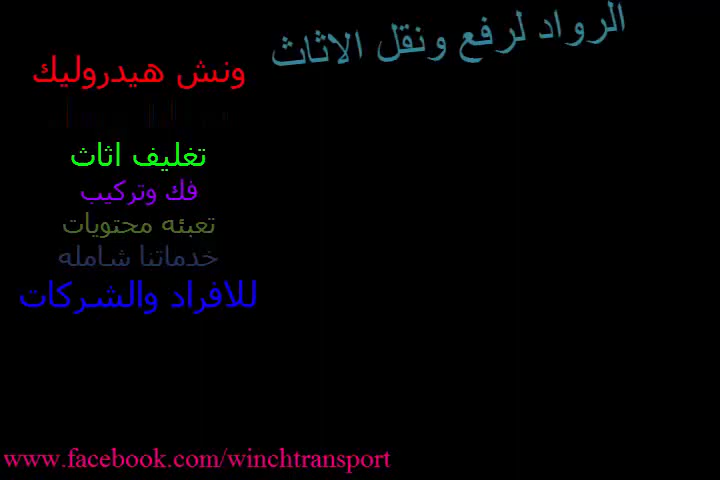 الرواد لرفع ونقل الاثاث
ونش هيدروليك
تغليف اثاث
فك وتركيب
تعبئه محتويات
خدماتنا شامله
للافراد والشركات
www.facebook.com/winchtransport